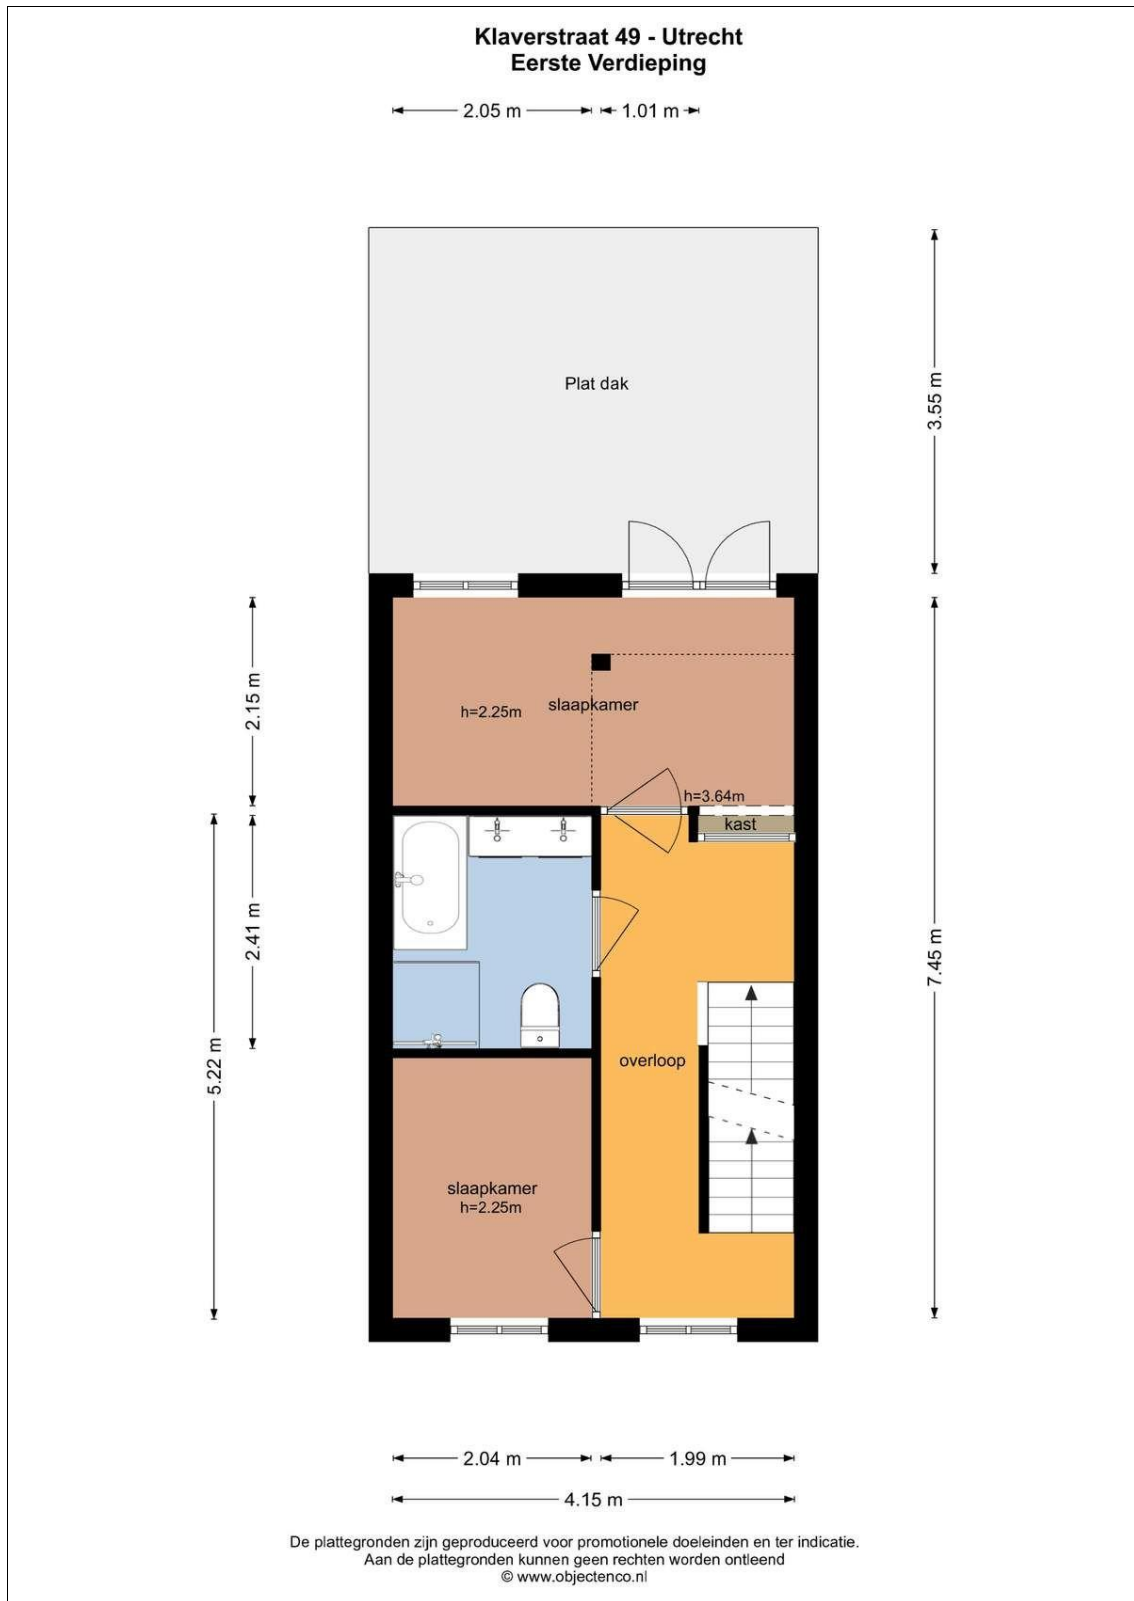 Klaverstraat 49 - Utrecht
Eerste Verdieping
2.05 m
1.01 m
Plat dak
3.55 m
2.15 m
slaapkamer
h=2.25m
h=3.64m
kast
2.41 m
7.45 m
5.22 m
overloop
slaapkamer
h=2.25m
2.04 m
1.99 m
4.15 m
De plattegronden zijn geproduceerd voor promotionele doeleinden en ter indicatie.
Aan de plattegronden kunnen geen rechten worden ontleend
© www.objectenco.nl